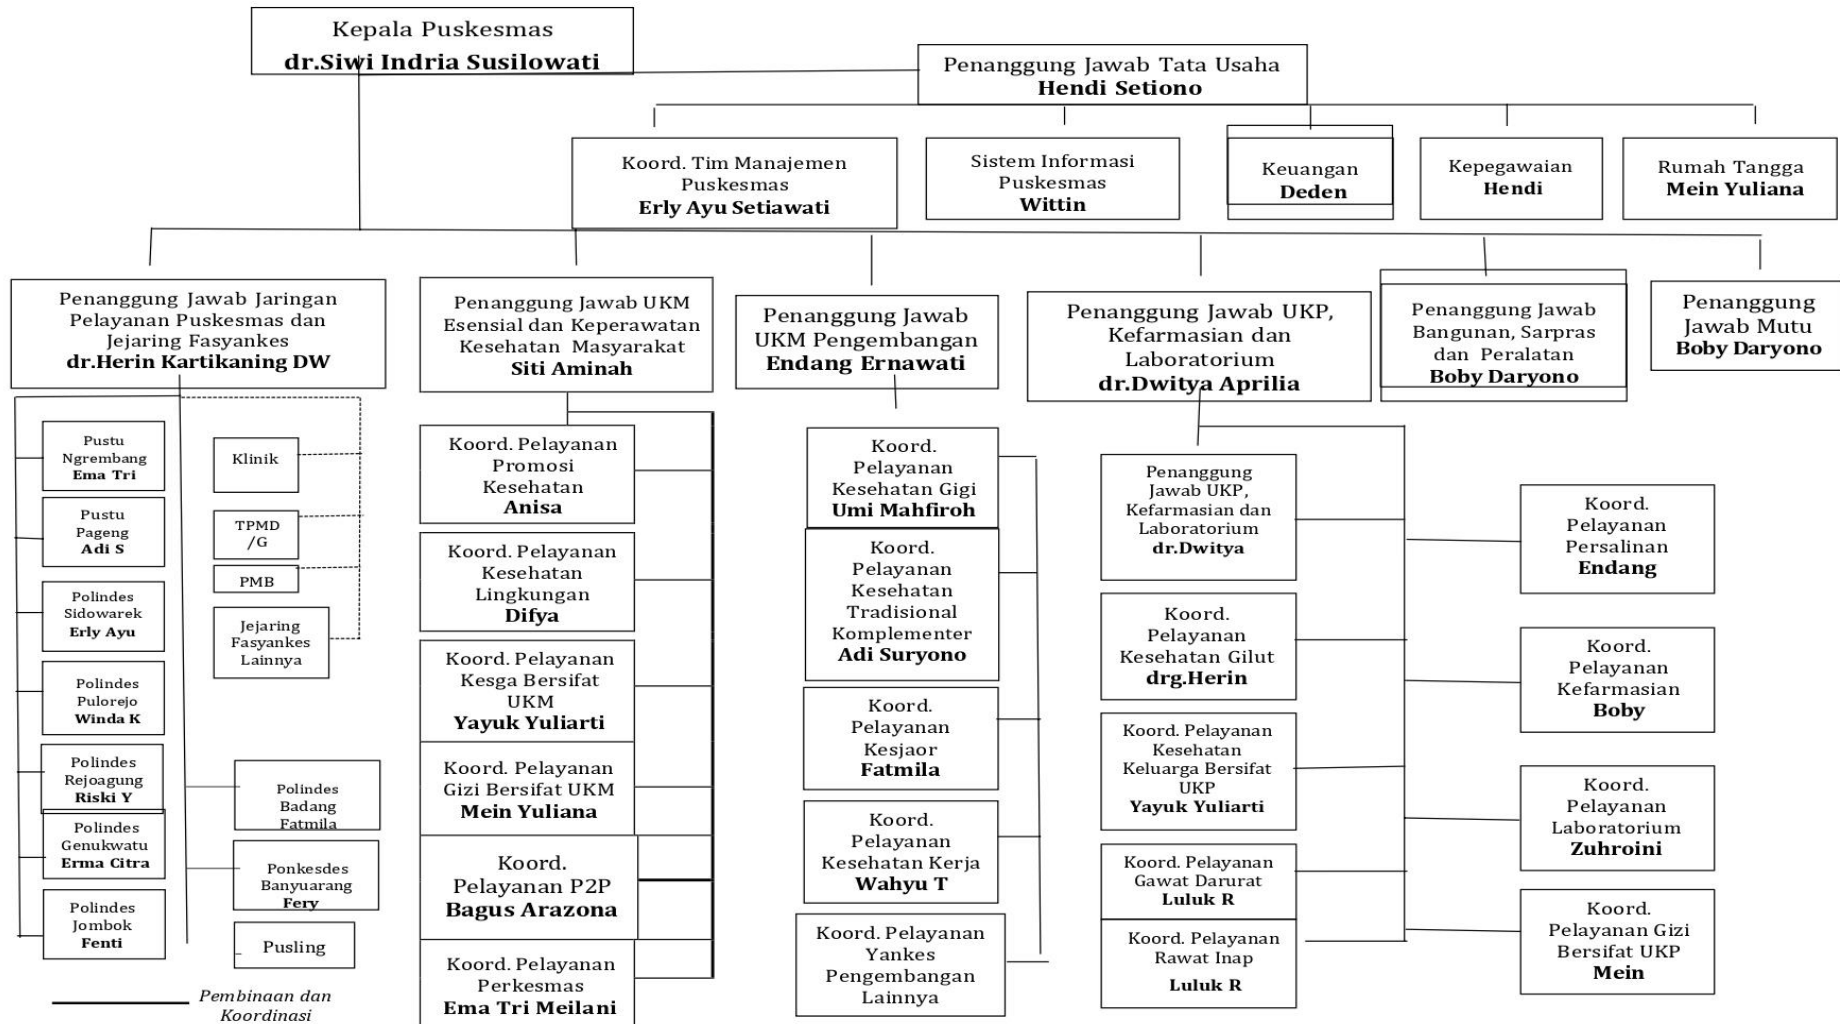 Kepala Puskesmas
dr.Siwi Indria Susilowati
Penanggung Jawab Tata Usaha
Hendi Setiono
Koord. Tim Manajemen
Puskesmas
Erly Ayu Setiawati
Sistem Informasi
Puskesmas
Wittin
Keuangan
Deden
Kepegawaian
Hendi
Rumah Tangga
Mein Yuliana
Penanggung Jawab Jaringan
Pelayanan Puskesmas dan
Jejaring Fasyankes
dr.Herin Kartikaning DW
Penanggung Jawab UKM
Esensial dan Keperawatan
Kesehatan Masyarakat
Siti Aminah
Penanggung Jawab
UKM Pengembangan
Endang Ernawati
Penanggung Jawab UKP,
Kefarmasian dan
Laboratorium
dr.Dwitya Aprilia
Penanggung Jawab
Bangunan, Sarpras
dan Peralatan
Boby Daryono
Penanggung
Jawab Mutu
Boby Daryono
Pustu
Ngrembang
Ema Tri
Pustu
Pageng
Adi S
Polindes
Sidowarek
Erly Ayu
Polindes
Pulorejo
Winda K
Polindes
Rejoagung
Riski Y
Polindes
Genukwatu
Erma Citra
Polindes
Jombok
Fenti
Klinik
TPMD
/G
PMB
Jejaring
Fasyankes
Lainnya
Polindes
Badang
Fatmila
Ponkesdes
Banyuarang
Fery
Pusling
Koord. Pelayanan
Promosi
Kesehatan
Anisa
Koord. Pelayanan
Kesehatan
Lingkungan
Difya
Koord. Pelayanan
Kesga Bersifat
UKM
Yayuk Yuliarti
Koord. Pelayanan
Gizi Bersifat UKM
Mein Yuliana
Koord.
Pelayanan P2P
Bagus Arazona
Koord. Pelayanan
Perkesmas
Ema Tri Meilani
Koord.
Pelayanan
Kesehatan Gigi
Umi Mahfiroh
Koord.
Pelayanan
Kesehatan
Tradisional
Komplementer
Adi Suryono
Koord.
Pelayanan
Kesjaor
Fatmila
Koord.
Pelayanan
Kesehatan Kerja
Wahyu T
Koord. Pelayanan
Yankes
Pengembangan
Lainnya
Penanggung
Jawab UKP,
Kefarmasian dan
Laboratorium
dr.Dwitya
Koord.
Pelayanan
Kesehatan Gilut
drg.Herin
Koord. Pelayanan
Kesehatan
Keluarga Bersifat
UKP
Yayuk Yuliarti
Koord. Pelayanan
Gawat Darurat
Luluk R
Koord. Pelayanan
Rawat Inap
Luluk R
Koord.
Pelayanan
Persalinan
Endang
Koord.
Pelayanan
Kefarmasian
Boby
Koord.
Pelayanan
Laboratorium
Zuhroini
Koord.
Pelayanan Gizi
Bersifat UKP
Mein
Pembinaan dan
Koordinasi